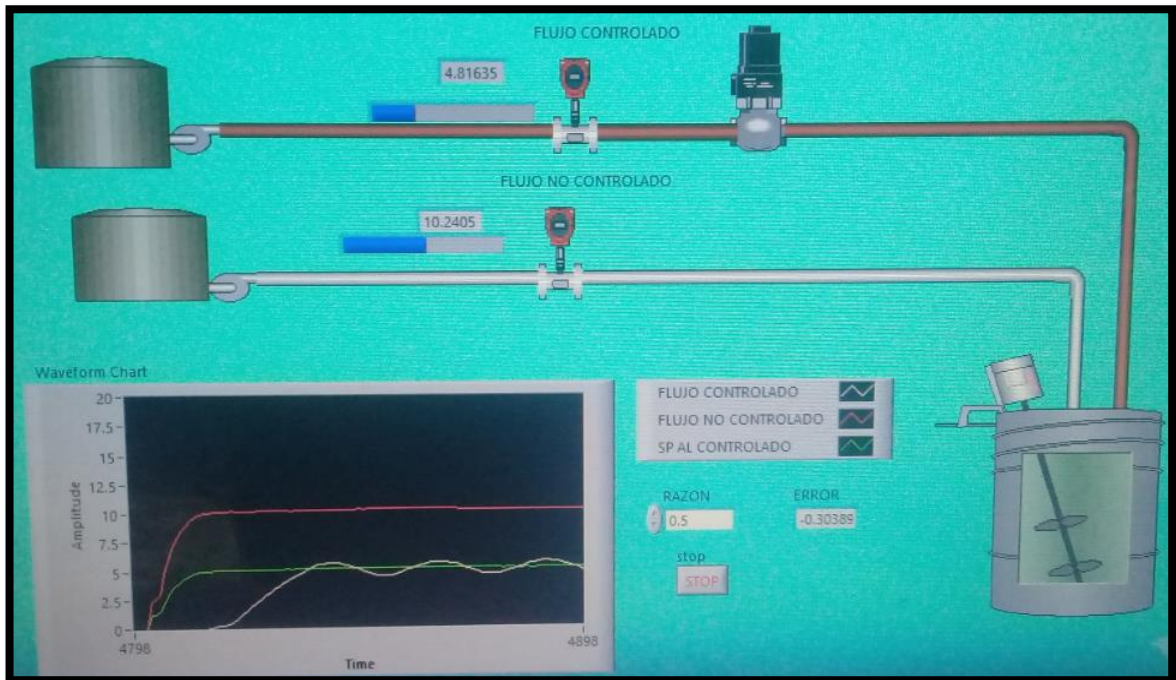 FLUJO CONTROLADO
4.81635
FLUJO NO CONTROLADO
10.2405
Waveform Chart
20
17.5
15
12.5
10
7.5
5
2.5
0
Amplitude
4798
4898
Time
FLUJO CONTROLADO
FLUJO NO CONTROLADO
SP AL CONTROLADO
RAZON
ERROR
0.5
-0.30389
stop
STOP